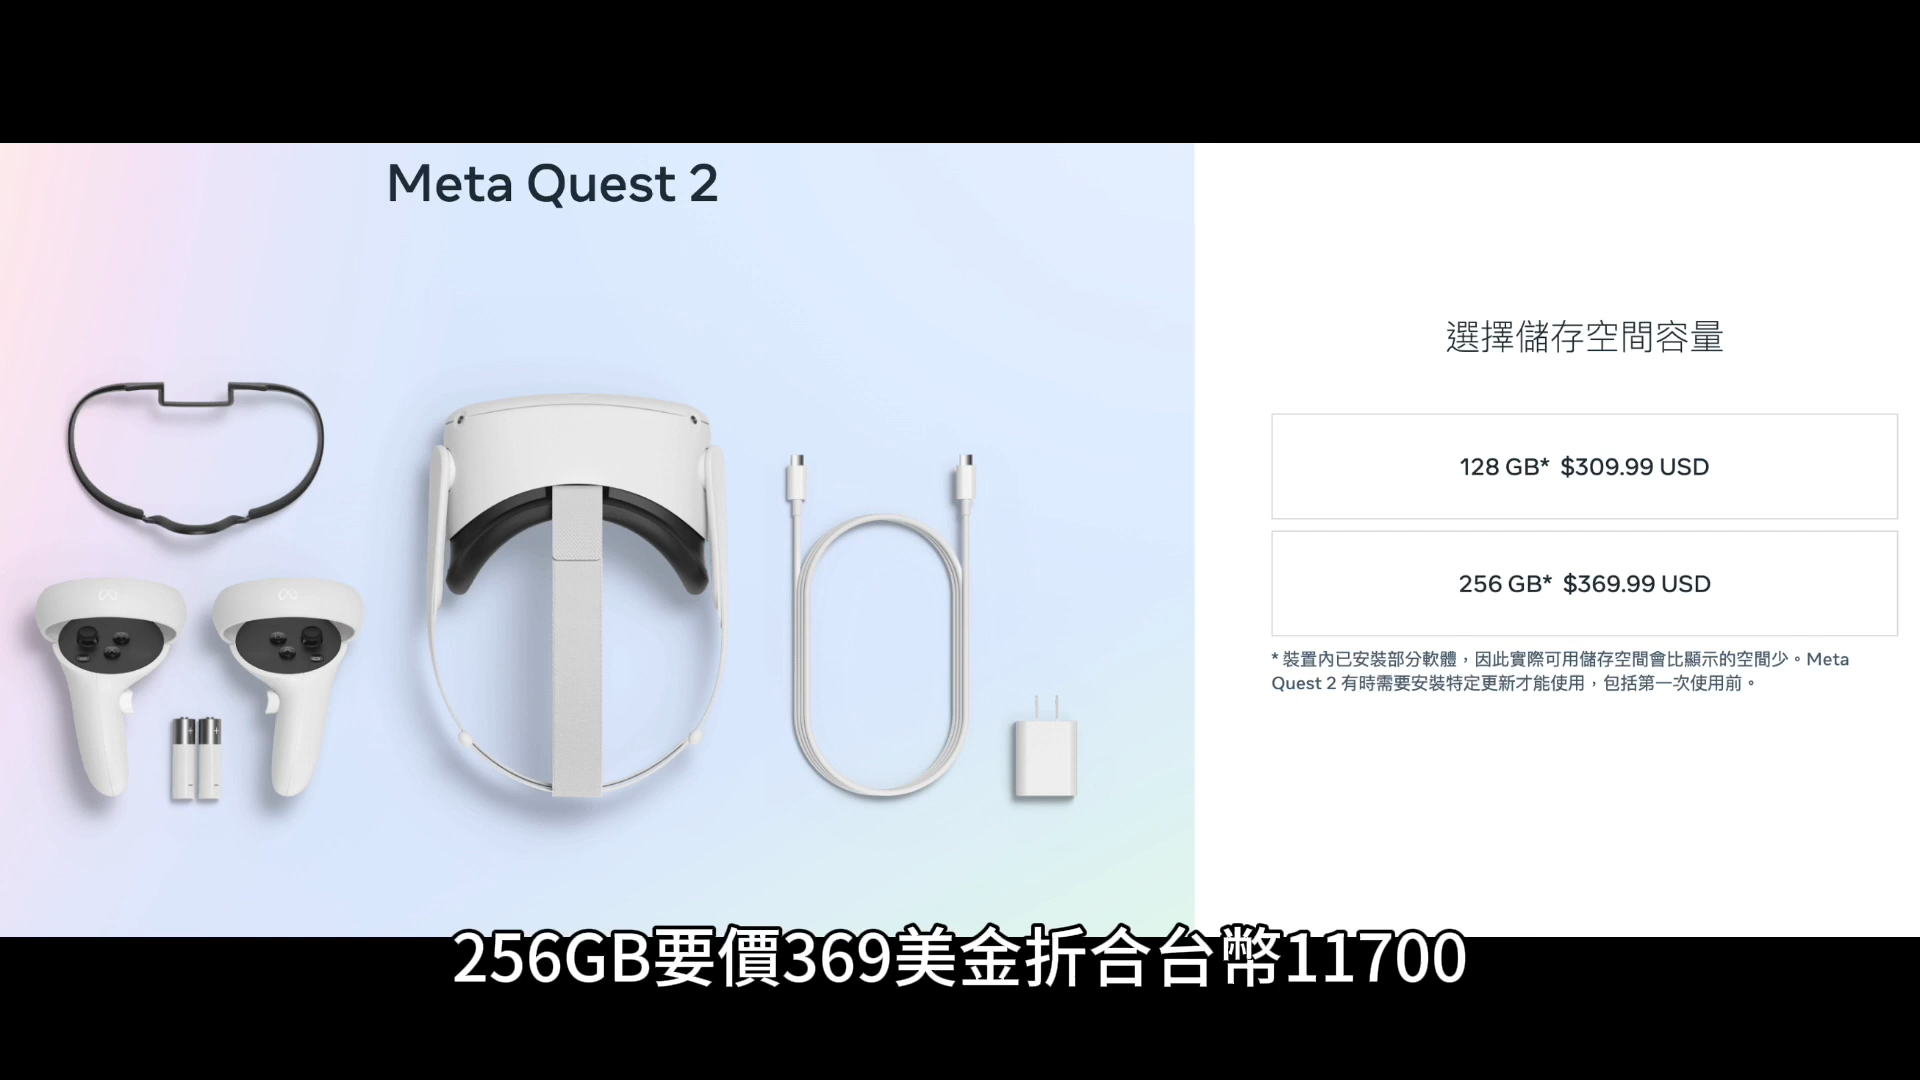 Meta Quest 2
選擇儲存空間容量
128 GB* $309.99 USD
256 GB* $369.99 USD
* 裝置內已安裝部分軟體，因此實際可用儲存空間會比顯示的空間少。Meta
Quest 2 有時需要安裝特定更新才能使用，包括第一次使用前。
256GB要價369美金折合台幣11700